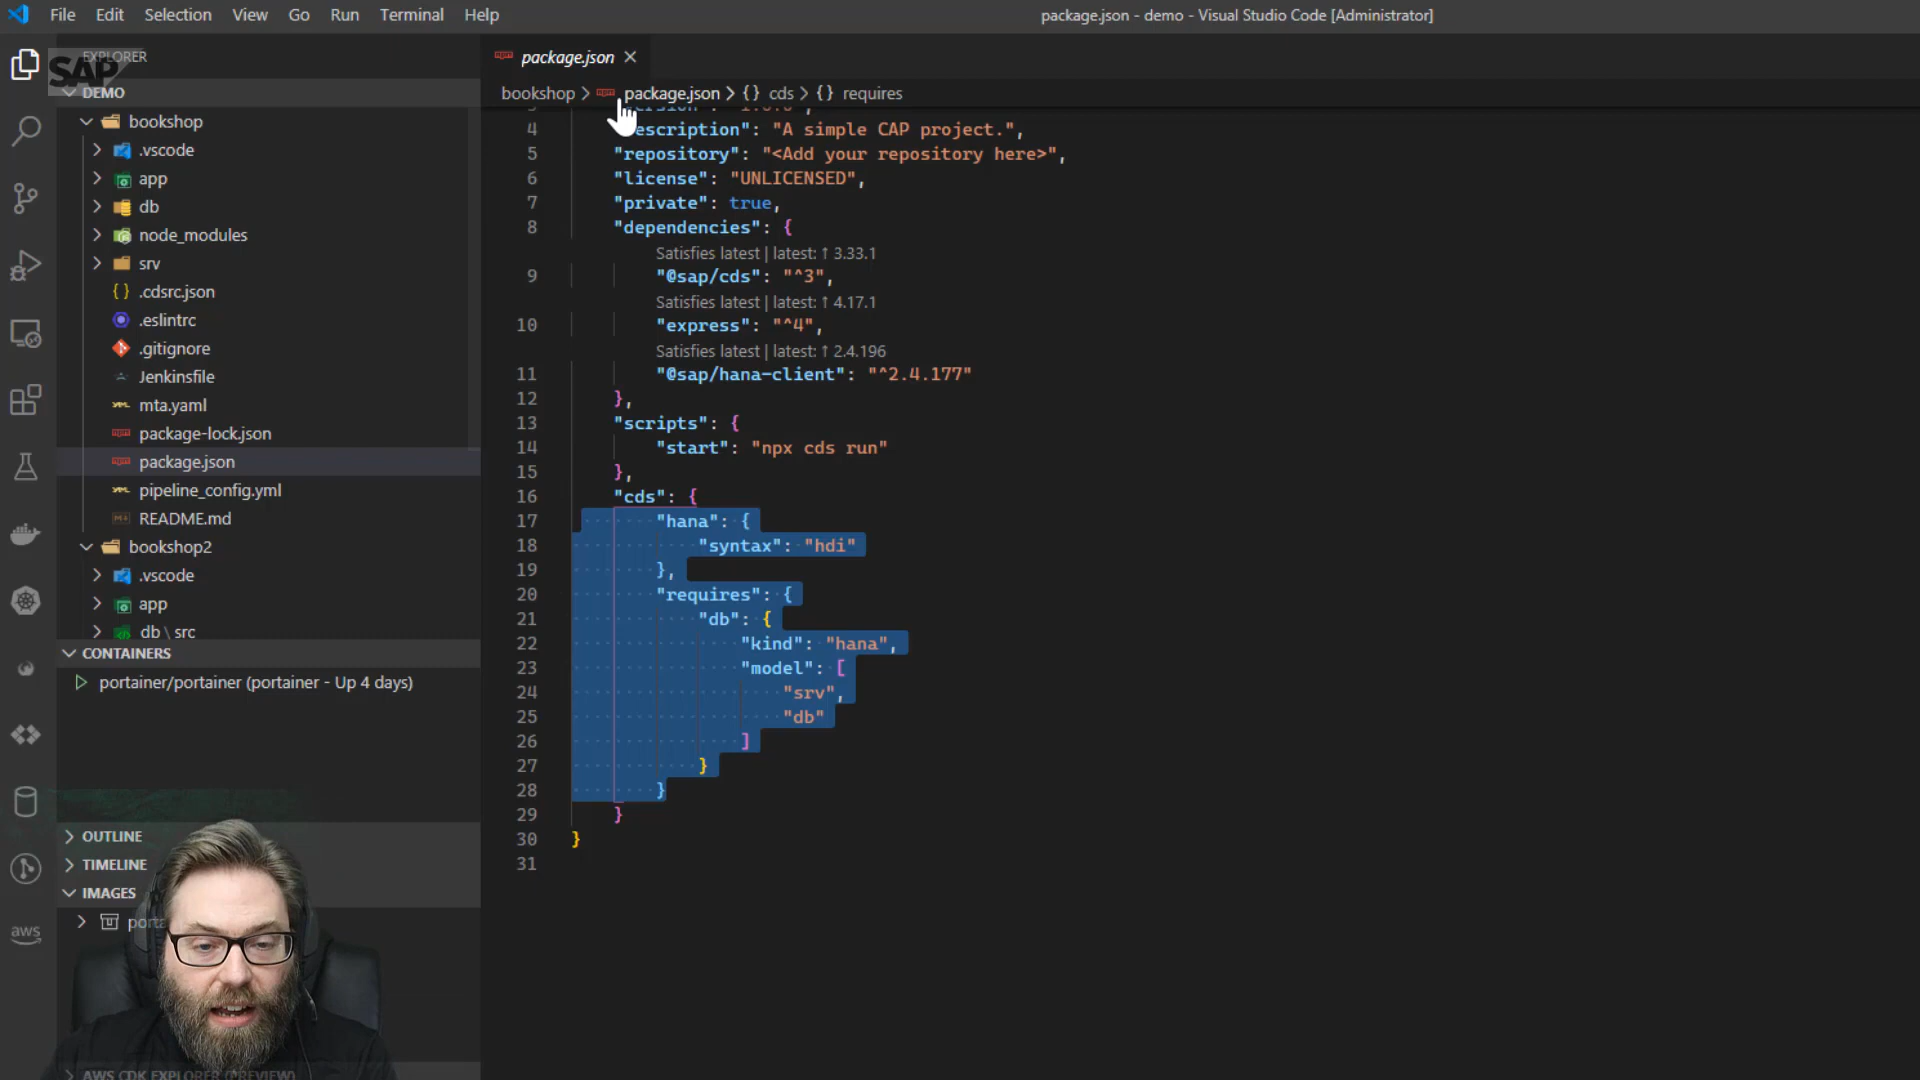 File Edit Selection View Go Run Terminal Help
package.json - demo - Visual Studio Code [Administrator]
EXPLORER
SAP
DEMO
bookshop
.vscode
app
db
node_modules
srv
.cdsrc.json
.eslintrc
.gitignore
Jenkinsfile
mta.yaml
package-lock.json
package.json
pipeline_config.yml
README.md
bookshop2
.vscode
app
db \ src
CONTAINERS
portainer/portainer (portainer - Up 4 days)
OUTLINE
TIMELINE
IMAGES
AWS CDK EXPLORER (PREVIEW)
aws
package.json
bookshop > package.json > {} cds > {} requires
4 "description": "A simple CAP project.",
5 "repository": "<Add your repository here>",
6 "license": "UNLICENSED",
7 "private": true,
8 "dependencies": {
Satisfies latest | latest: ↑ 3.33.1
9 "@sap/cds": "^3",
Satisfies latest | latest: ↑ 4.17.1
10 "express": "^4",
Satisfies latest | latest: ↑ 2.4.196
11 "@sap/hana-client": "^2.4.177"
12 },
13 "scripts": {
14 "start": "npx cds run"
15 },
16 "cds": {
17 "hana": {
18 "syntax": "hdi"
19 },
20 "requires": {
21 "db": {
22 "kind": "hana",
23 "model": [
24 "srv",
25 "db"
26 ]
27 }
28 }
29 }
30 }
31